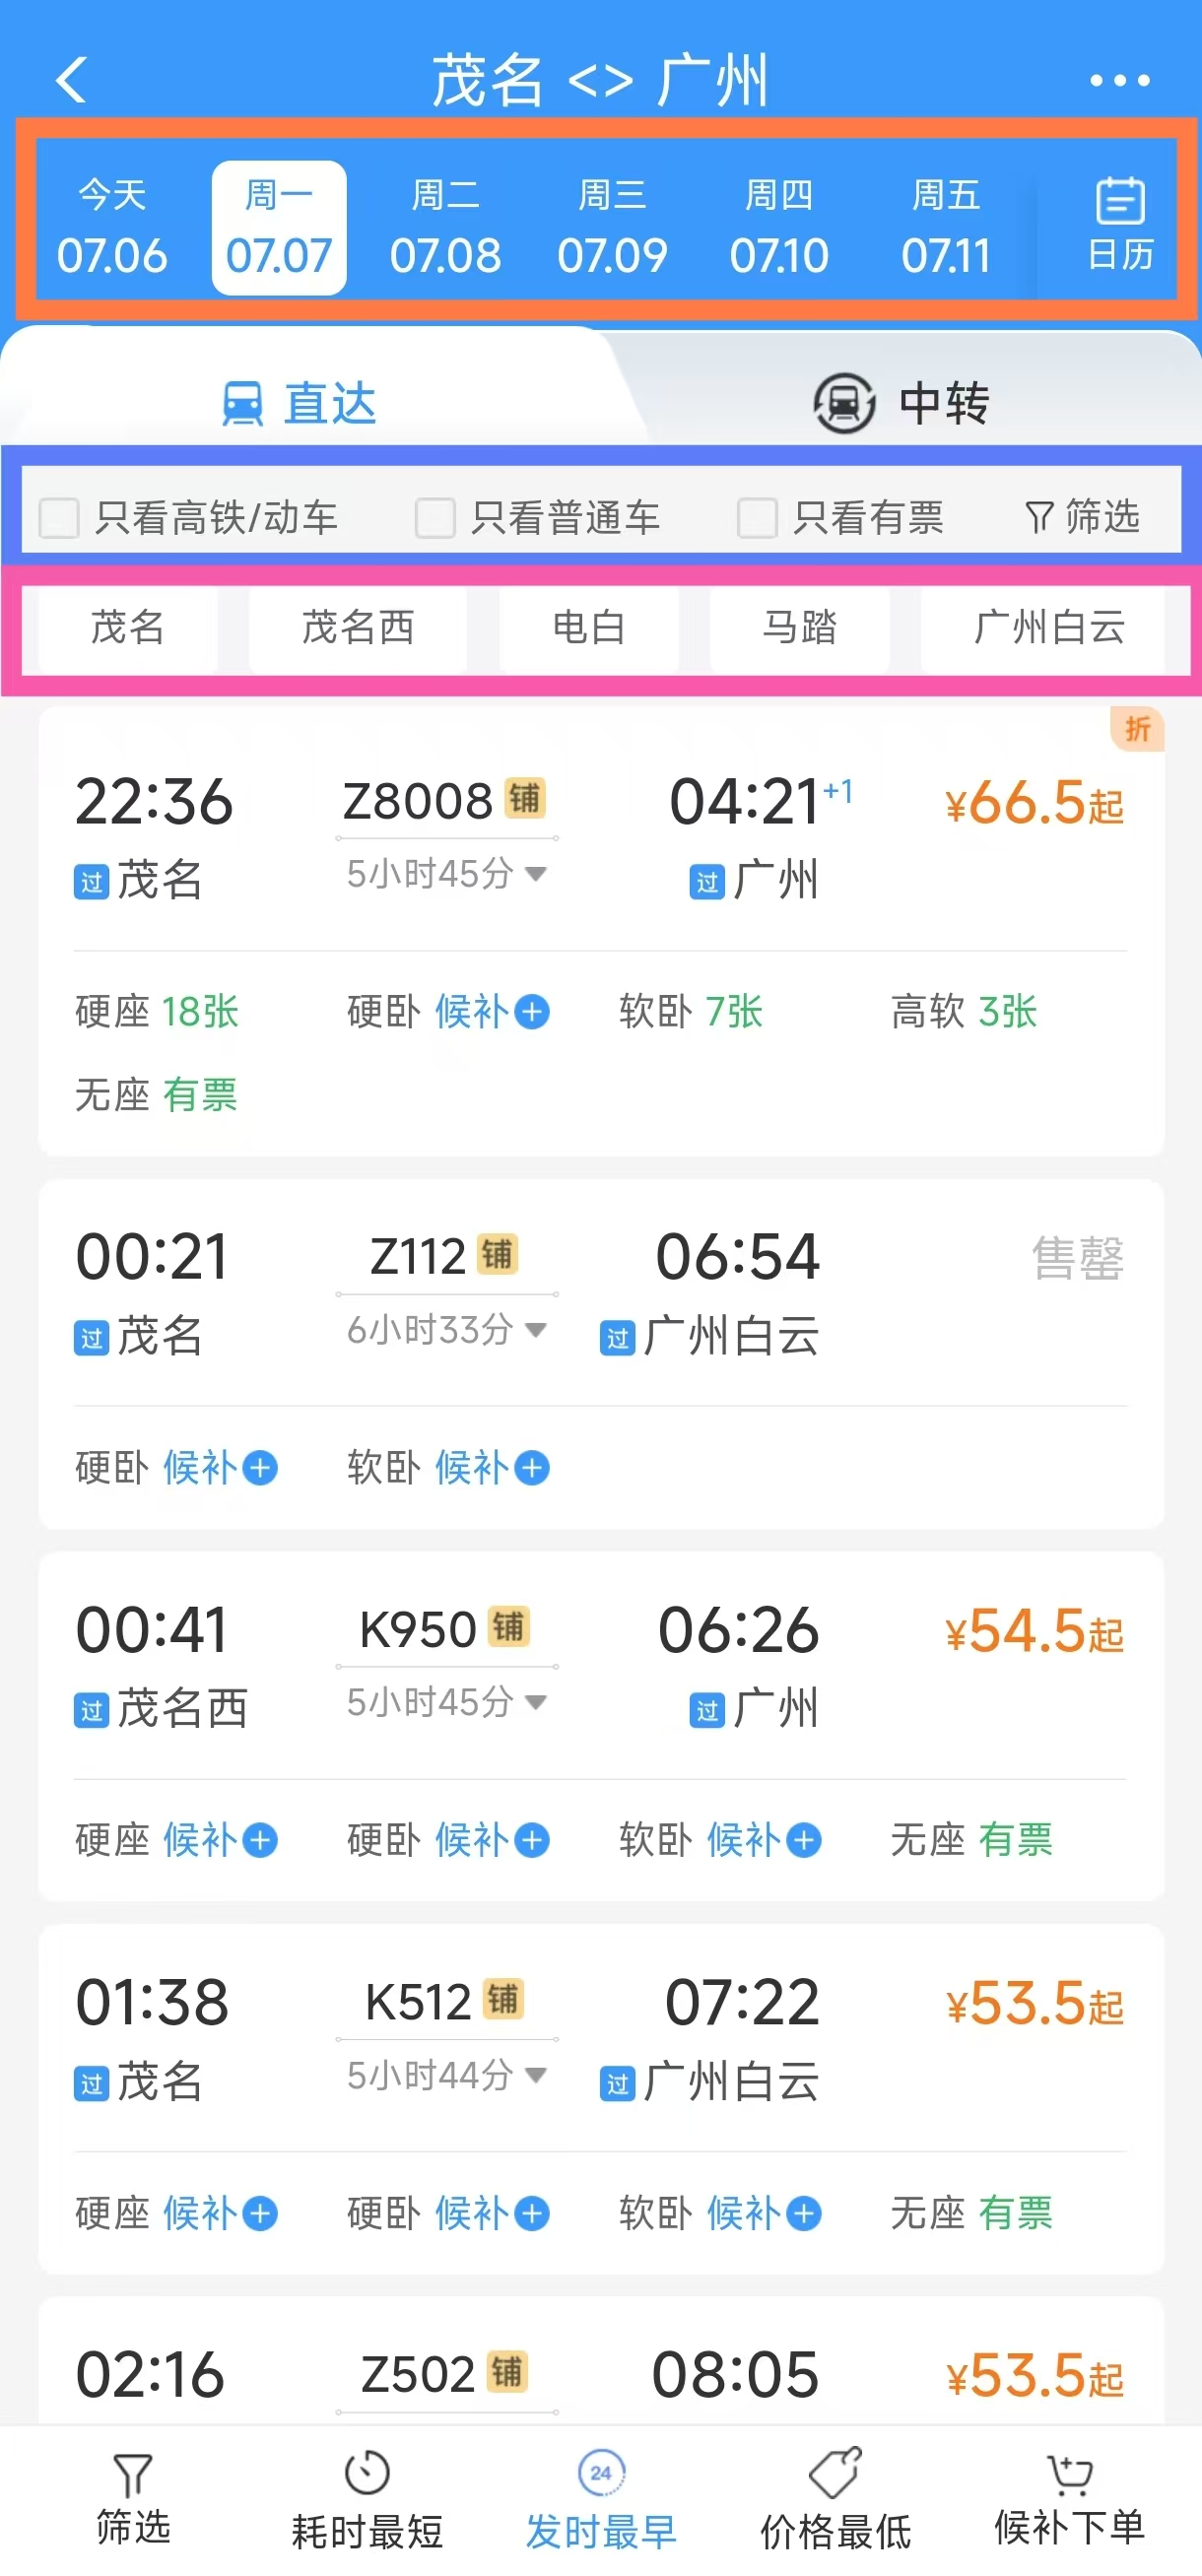 茂名 <> 广州
今天 周一 周二 周三 周四 周五
07.06 07.07 07.08 07.09 07.10 07.11 日历
直达 中转
只看高铁/动车 只看普通车 只看有票 筛选
茂名 茂名西 电白 马踏 广州白云
折
22:36 Z8008 铺 04:21+1 ¥66.5起
过 茂名 5小时45分 过 广州
硬座 18张 硬卧 候补 软卧 7张 高软 3张
无座 有票
00:21 Z112 铺 06:54 售罄
过 茂名 6小时33分 过 广州白云
硬卧 候补 软卧 候补
00:41 K950 铺 06:26 ¥54.5起
过 茂名西 5小时45分 过 广州
硬座 候补 硬卧 候补 软卧 候补 无座 有票
01:38 K512 铺 07:22 ¥53.5起
过 茂名 5小时44分 过 广州白云
硬座 候补 硬卧 候补 软卧 候补 无座 有票
02:16 Z502 铺 08:05 ¥53.5起
24
筛选 耗时最短 发时最早 价格最低 候补下单